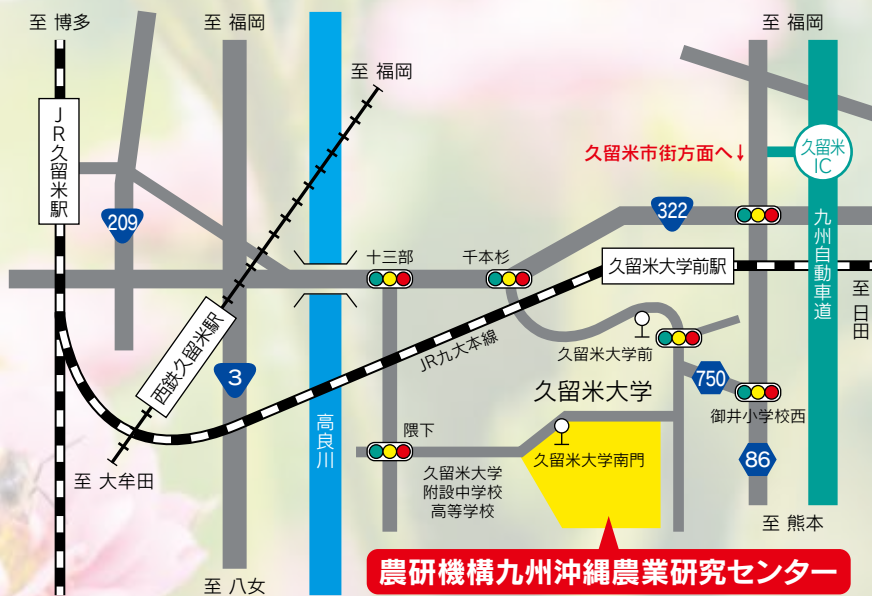 至 博多
至 福岡
至 福岡
至 福岡
JR久留米駅
209
久留米市街方面へ↓
久留米
IC
322
九州自動車道
十三部
千本杉
久留米大学前駅
至 日田
西鉄久留米駅
3
JR九大本線
久留米大学前
750
久留米大学
御井小学校西
高良川
隈下
久留米大学南門
86
至 大牟田
久留米大学
附設中学校
高等学校
至 熊本
至 八女
農研機構九州沖縄農業研究センター